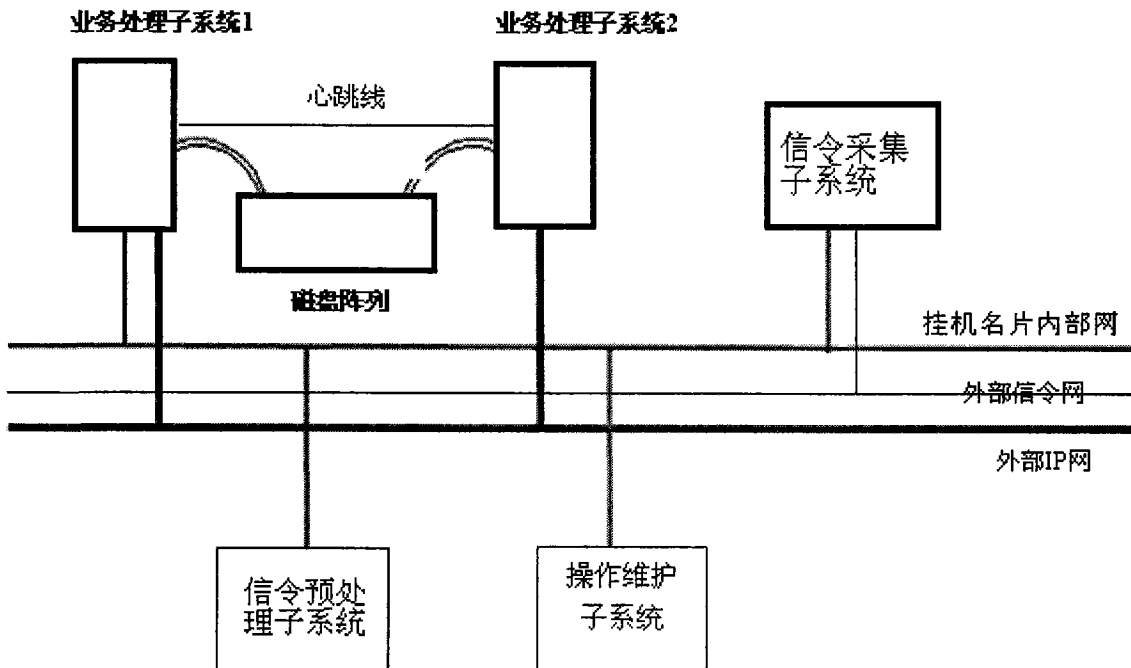 业务处理子系统1
业务处理子系统2
心跳线
信令采集
子系统
磁盘阵列
挂机名片内部网
外部信令网
外部IP网
信令预处
理子系统
操作维护
子系统